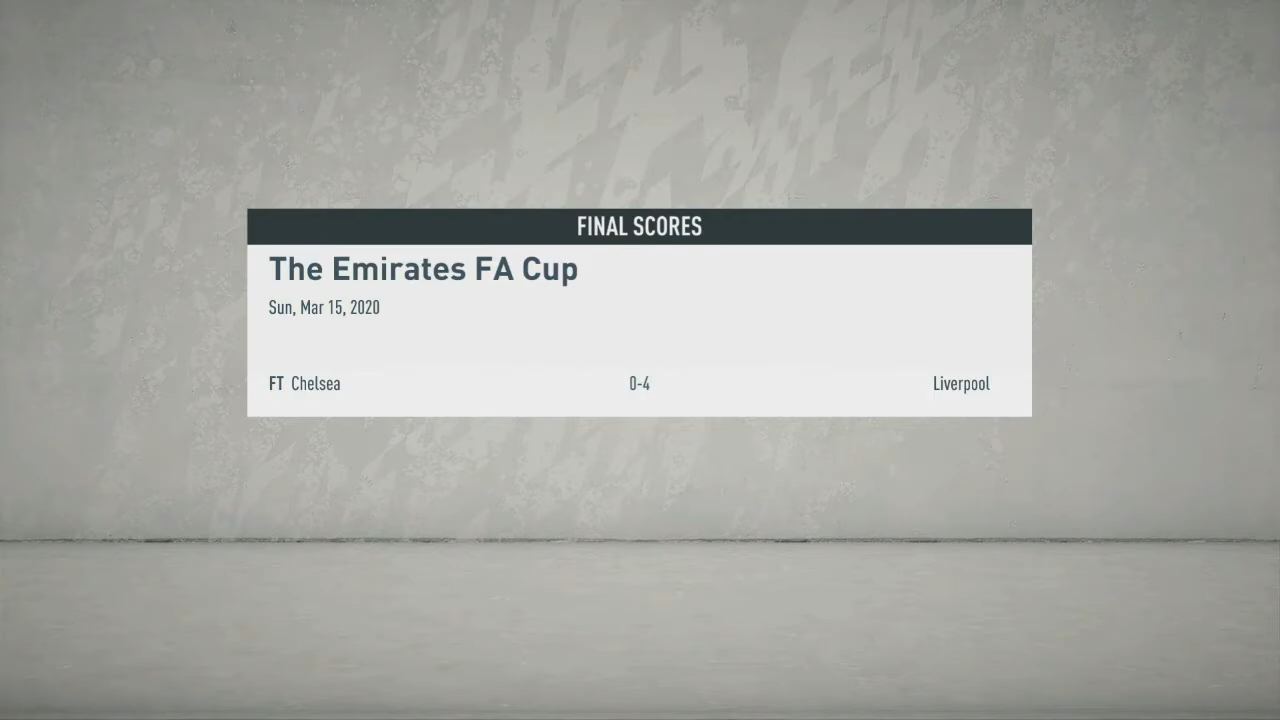 FINAL SCORES
The Emirates FA Cup
Sun, Mar 15, 2020
FT Chelsea 0-4 Liverpool